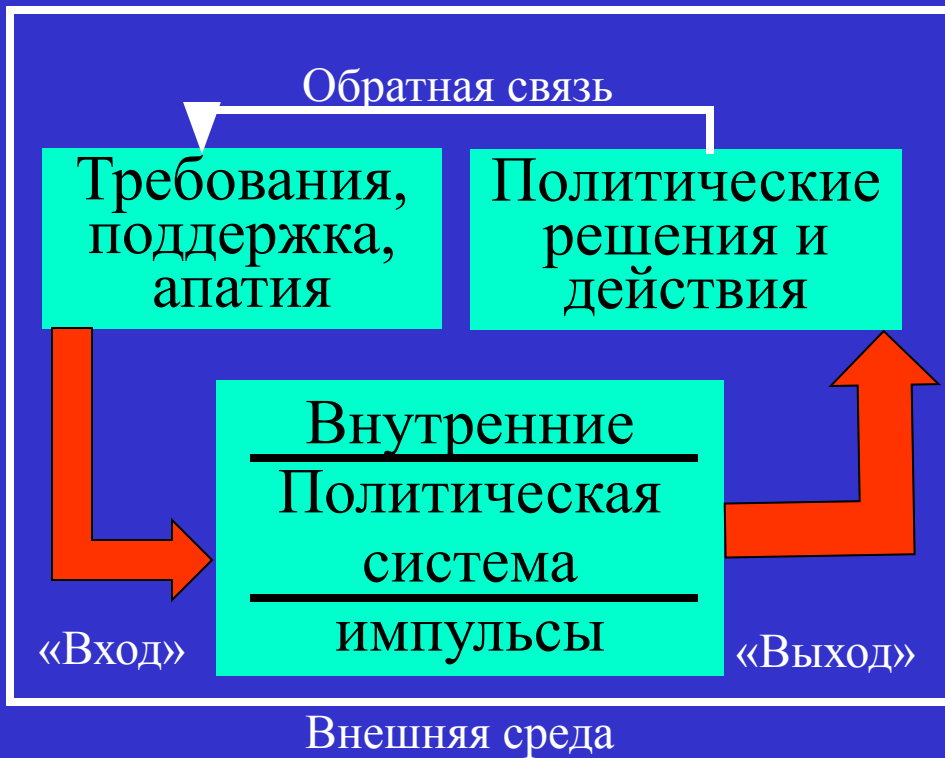 Обратная связь
Требования,
поддержка,
апатия
Политические
решения и
действия
Внутренние
Политическая
система
импульсы
«Вход»
«Выход»
Внешняя среда